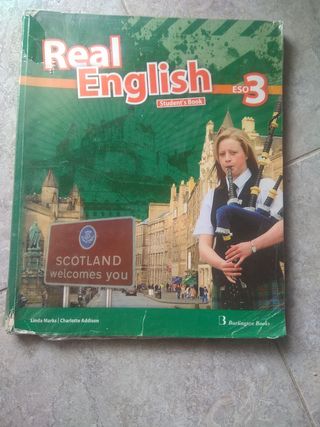 Real
English
ESO 3
Student's Book
SCOTLAND
welcomes you
Linda Marks | Charlotte Addison
B Burlington Books